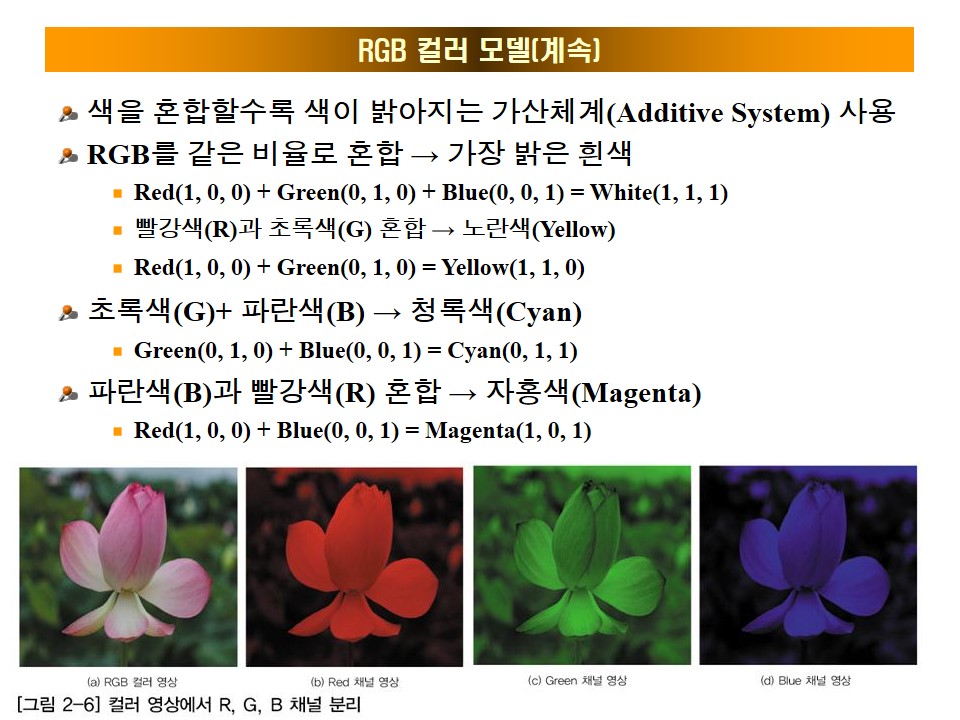 RGB 컬러 모델(계속)
색을 혼합할수록 색이 밝아지는 가산체계(Additive System) 사용
RGB를 같은 비율로 혼합 → 가장 밝은 흰색
Red(1, 0, 0) + Green(0, 1, 0) + Blue(0, 0, 1) = White(1, 1, 1)
빨강색(R)과 초록색(G) 혼합 → 노란색(Yellow)
Red(1, 0, 0) + Green(0, 1, 0) = Yellow(1, 1, 0)
초록색(G)+ 파란색(B) → 청록색(Cyan)
Green(0, 1, 0) + Blue(0, 0, 1) = Cyan(0, 1, 1)
파란색(B)과 빨강색(R) 혼합 → 자홍색(Magenta)
Red(1, 0, 0) + Blue(0, 0, 1) = Magenta(1, 0, 1)
(a) RGB 컬러 영상
(b) Red 채널 영상
(c) Green 채널 영상
(d) Blue 채널 영상
[그림 2-6] 컬러 영상에서 R, G, B 채널 분리